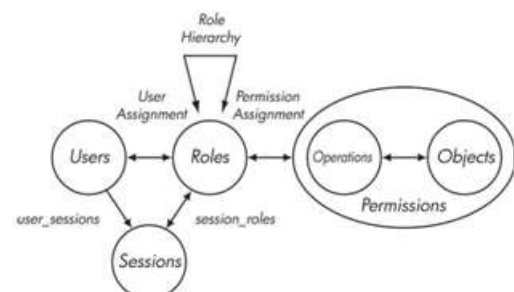 Role
Hierarchy
User
Assignment
Permission
Assignment
Users
Roles
Operations
Objects
Permissions
user_sessions
session_roles
Sessions